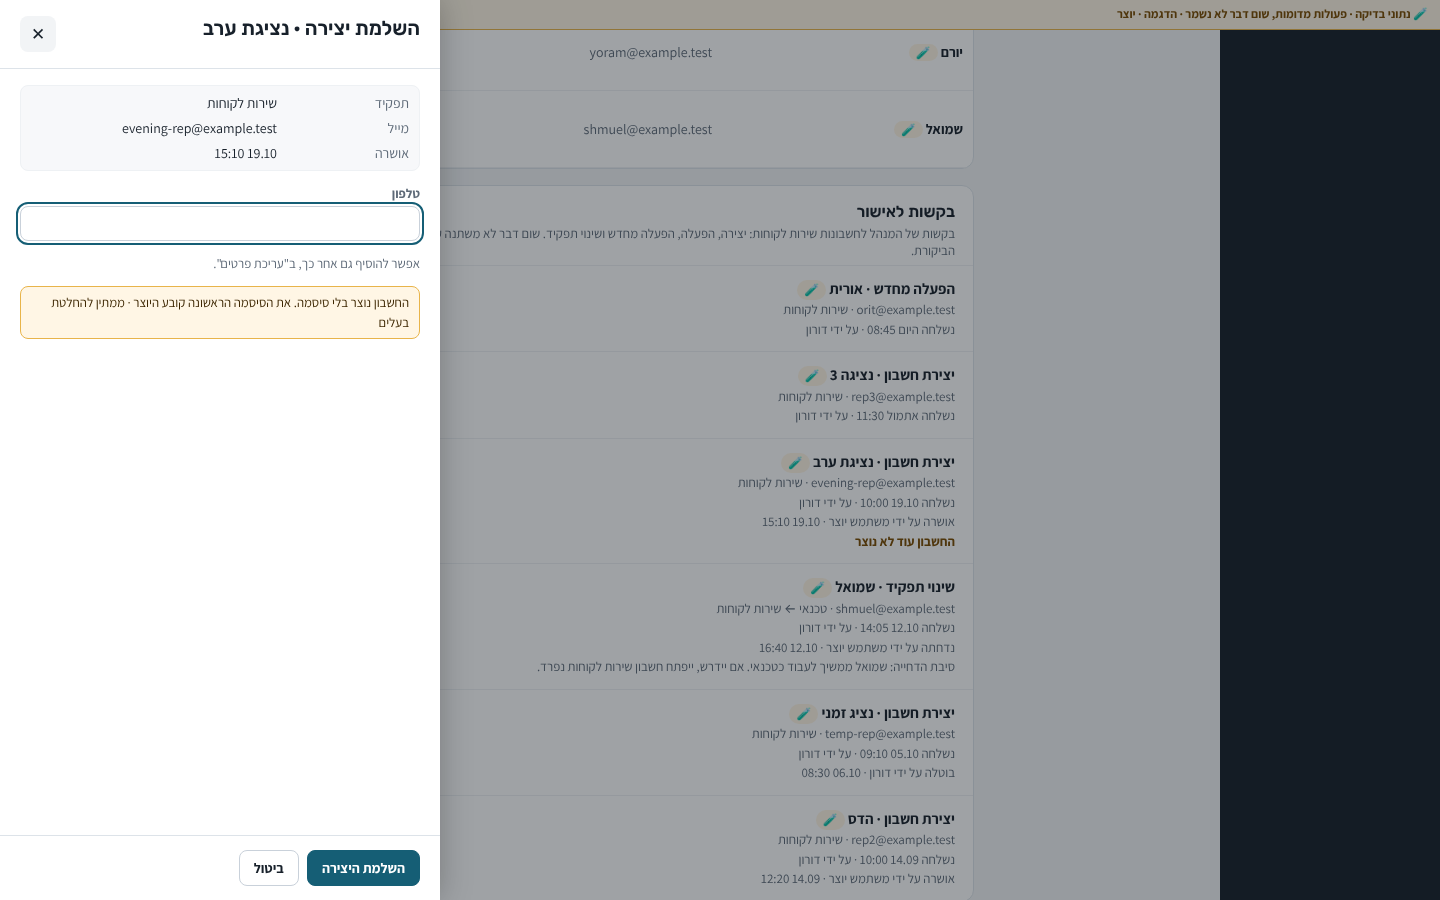 🧪 נתוני בדיקה · פעולות מדומות, שום דבר לא נשמר · הדגמה · יוצר
יורם 🧪
yoram@example.test
שמואל 🧪
shmuel@example.test
בקשות לאישור
בקשות של המנהל לחשבונות שירות לקוחות: יצירה, הפעלה, הפעלה מחדש ושינוי תפקיד. שום דבר לא משתנה
הביקורת.
הפעלה מחדש · אורית 🧪
orit@example.test · שירות לקוחות
נשלחה היום 08:45 · על ידי דורון
יצירת חשבון · נציגה 3 🧪
rep3@example.test · שירות לקוחות
נשלחה אתמול 11:30 · על ידי דורון
יצירת חשבון · נציגת ערב 🧪
evening-rep@example.test · שירות לקוחות
נשלחה 19.10 10:00 · על ידי דורון
אושרה על ידי משתמש יוצר · 19.10 15:10
החשבון עוד לא נוצר
שינוי תפקיד · שמואל 🧪
shmuel@example.test · טכנאי ← שירות לקוחות
נשלחה 12.10 14:05 · על ידי דורון
נדחתה על ידי משתמש יוצר · 12.10 16:40
סיבת הדחייה: שמואל ממשיך לעבוד כטכנאי. אם יידרש, ייפתח חשבון שירות לקוחות נפרד.
יצירת חשבון · נציג זמני 🧪
temp-rep@example.test · שירות לקוחות
נשלחה 05.10 09:10 · על ידי דורון
בוטלה על ידי דורון · 06.10 08:30
יצירת חשבון · הדס 🧪
rep2@example.test · שירות לקוחות
נשלחה 14.09 10:00 · על ידי דורון
אושרה על ידי משתמש יוצר · 14.09 12:20
השלמת יצירה • נציגת ערב
✕
תפקיד שירות לקוחות
מייל evening-rep@example.test
אושרה 19.10 15:10
טלפון
אפשר להוסיף גם אחר כך, ב"עריכת פרטים".
החשבון נוצר בלי סיסמה. את הסיסמה הראשונה קובע היוצר · ממתין להחלטת
בעלים
השלמת היצירה
ביטול